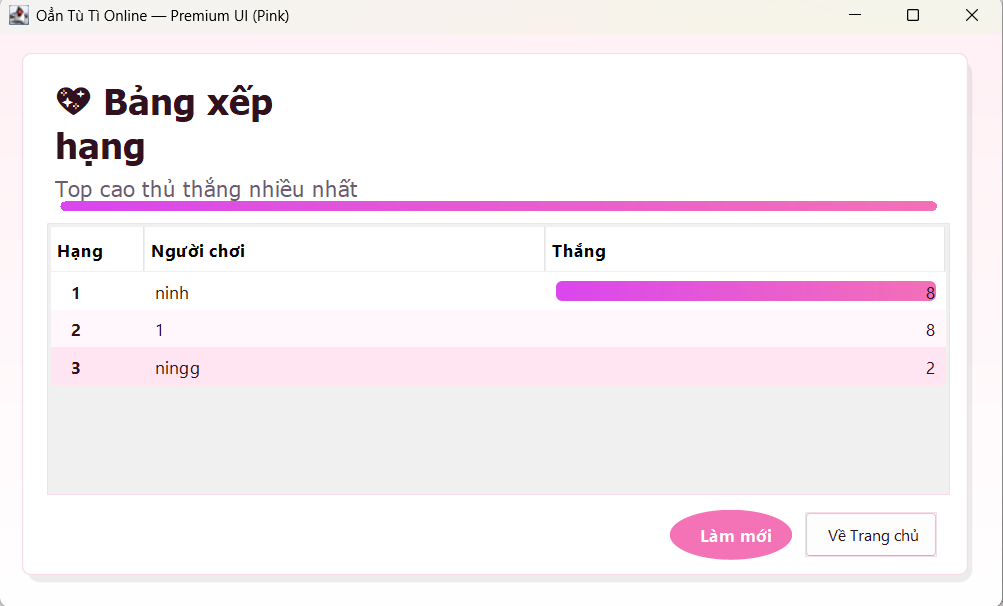 Oẳn Tù Tì Online — Premium UI (Pink)
💖 Bảng xếp
hạng
Top cao thủ thắng nhiều nhất
Hạng Người chơi Thắng
1 ninh 8
2 1 8
3 ningg 2
Làm mới Về Trang chủ